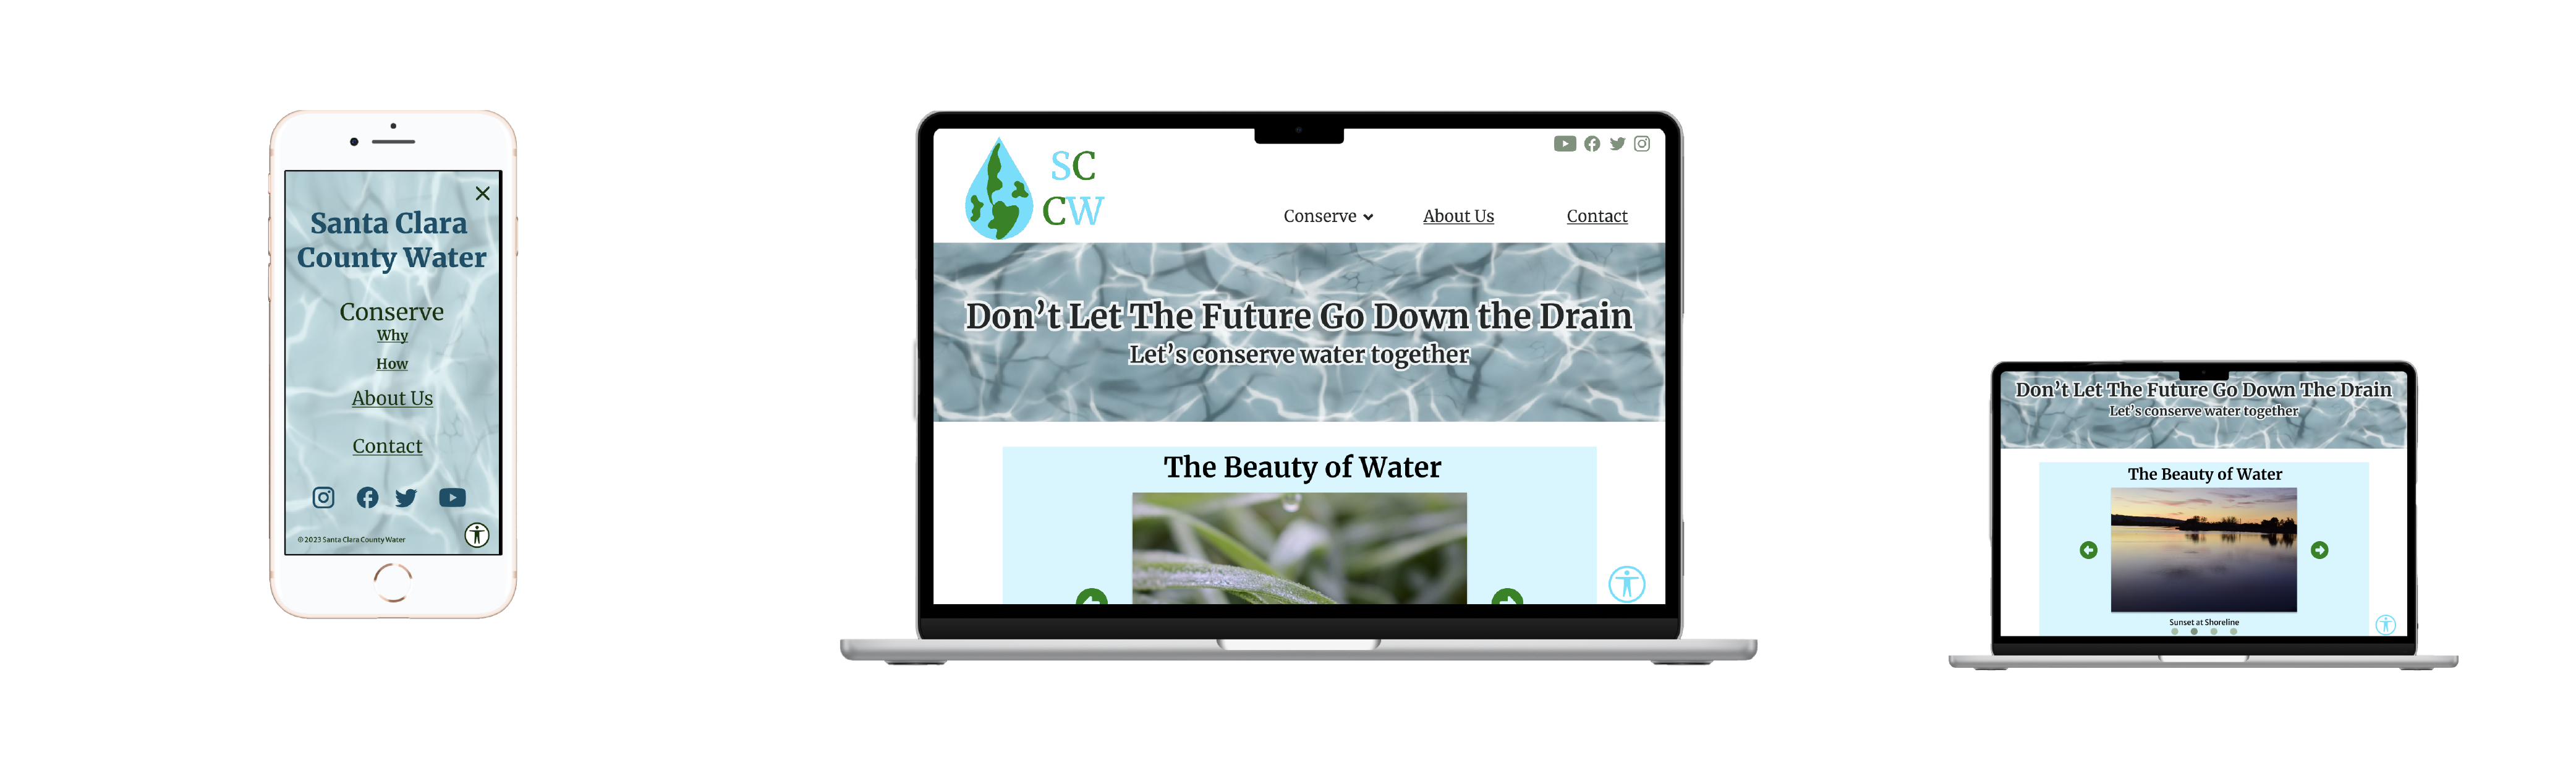 Santa Clara
County Water
Conserve
Why
How
About Us
Contact
© 2023 Santa Clara County Water
SC
CW
Conserve
About Us
Contact
Don't Let The Future Go Down the Drain
Let's conserve water together
The Beauty of Water
Don't Let The Future Go Down The Drain
Let's conserve water together
The Beauty of Water
Sunset at Shoreline